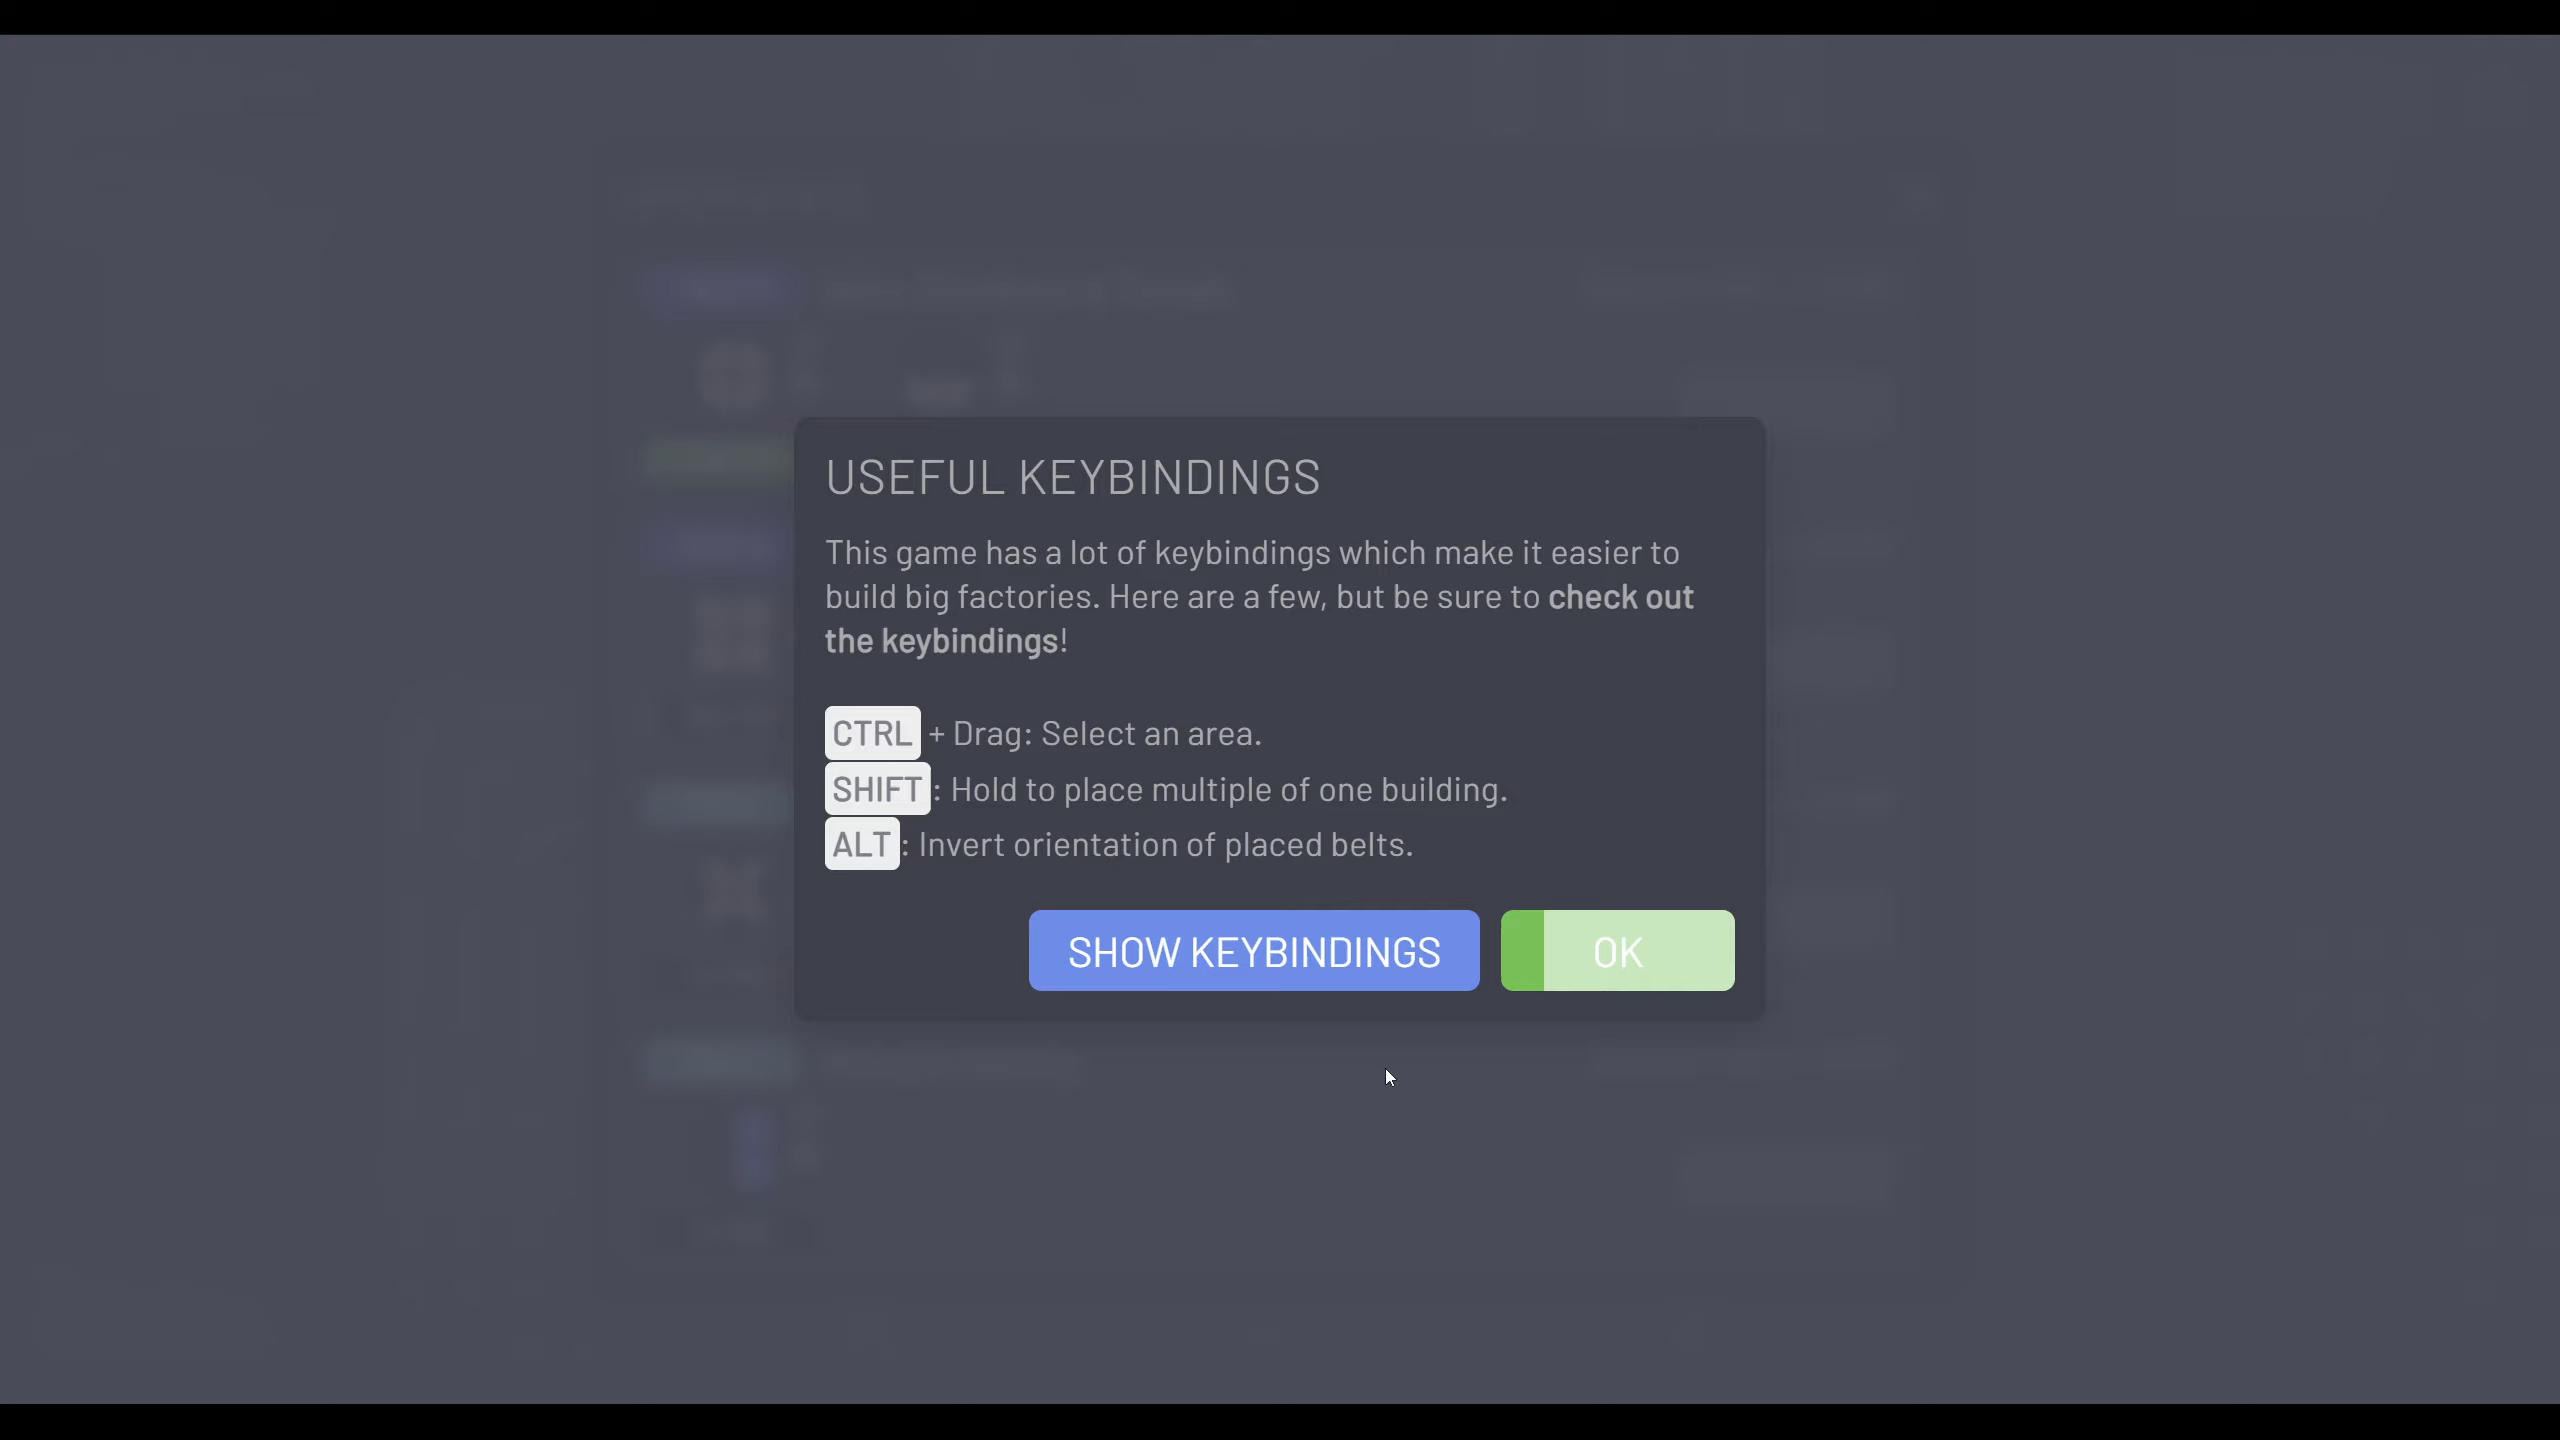 USEFUL KEYBINDINGS
This game has a lot of keybindings which make it easier to
build big factories. Here are a few, but be sure to check out
the keybindings!
CTRL + Drag: Select an area.
SHIFT : Hold to place multiple of one building.
ALT : Invert orientation of placed belts.
SHOW KEYBINDINGS OK